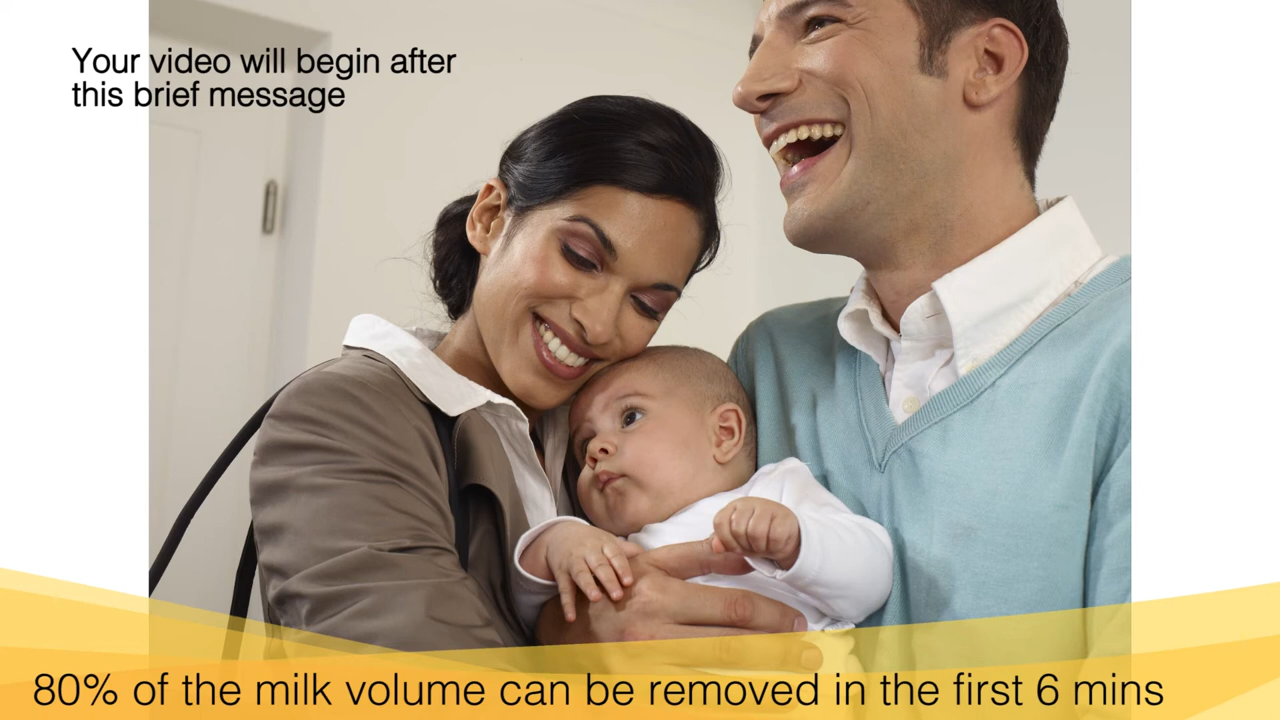 Your video will begin after
this brief message
80% of the milk volume can be removed in the first 6 mins